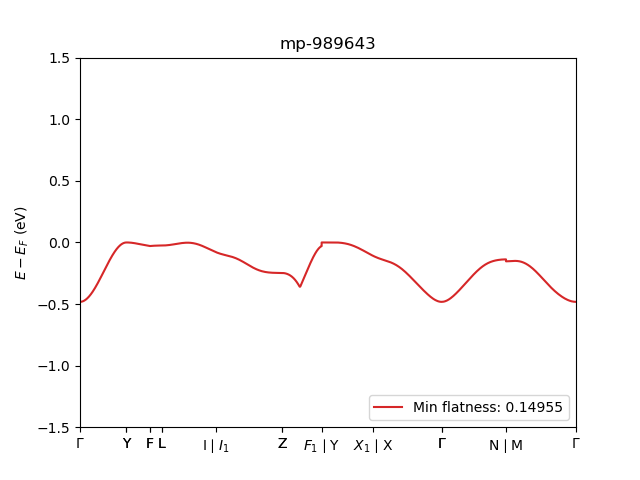 mp-989643
E − E_F (eV)
1.5
1.0
0.5
0.0
−0.5
−1.0
−1.5
Min flatness: 0.14955
Γ Y F L I | I₁ Z F₁ | Y X₁ | X Γ N | M Γ